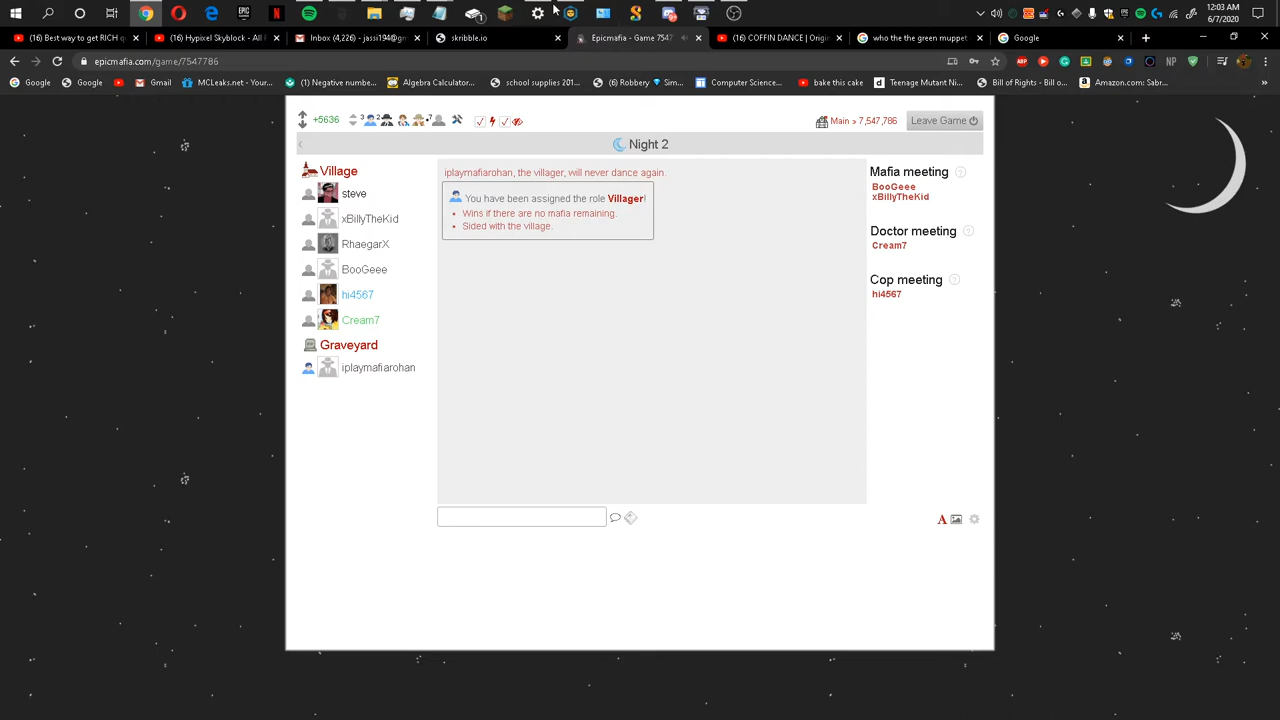 12:03 AM
6/7/2020
(16) Best way to get RICH qu
(16) Hypixel Skyblock - All F
Inbox (4,226) - jassi194@gm
skribble.io
Epicmafia - Game 7547
(16) COFFIN DANCE | Origin
who the the green muppet
Google
epicmafia.com/game/7547786
Google
Google
Gmail
MCLeaks.net - Your...
(1) Negative numbe...
Algebra Calculator...
school supplies 201...
(6) Robbery 💎 Sim...
Computer Science...
bake this cake
Teenage Mutant Ni...
Bill of Rights - Bill o...
Amazon.com: Sabr...
+5636
Main > 7,547,786
Leave Game
Night 2
Village
steve
xBillyTheKid
RhaegarX
BooGeee
hi4567
Cream7
Graveyard
iplaymafiarohan
iplaymafiarohan, the villager, will never dance again.
You have been assigned the role Villager!
• Wins if there are no mafia remaining.
• Sided with the village.
Mafia meeting
BooGeee
xBillyTheKid
Doctor meeting
Cream7
Cop meeting
hi4567